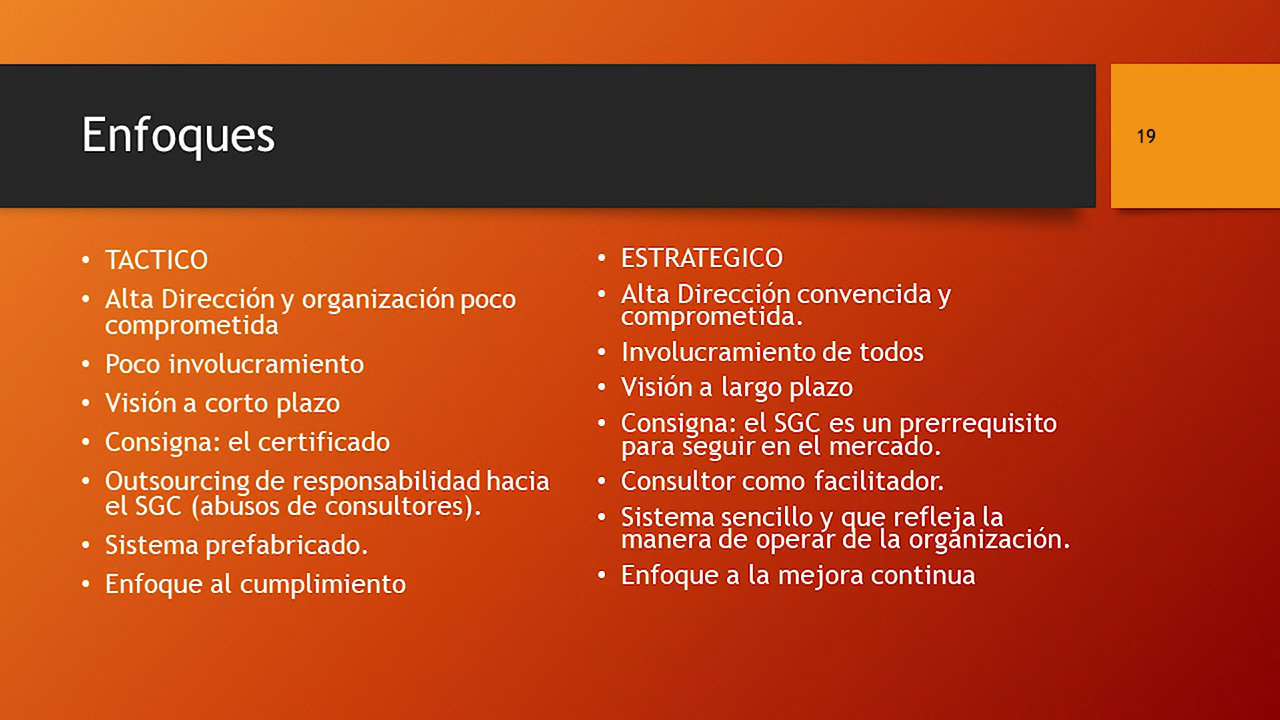 Enfoques
19
• TACTICO
• Alta Dirección y organización poco
comprometida
• Poco involucramiento
• Visión a corto plazo
• Consigna: el certificado
• Outsourcing de responsabilidad hacia
el SGC (abusos de consultores).
• Sistema prefabricado.
• Enfoque al cumplimiento
• ESTRATEGICO
• Alta Dirección convencida y
comprometida.
• Involucramiento de todos
• Visión a largo plazo
• Consigna: el SGC es un prerrequisito
para seguir en el mercado.
• Consultor como facilitador.
• Sistema sencillo y que refleja la
manera de operar de la organización.
• Enfoque a la mejora continua